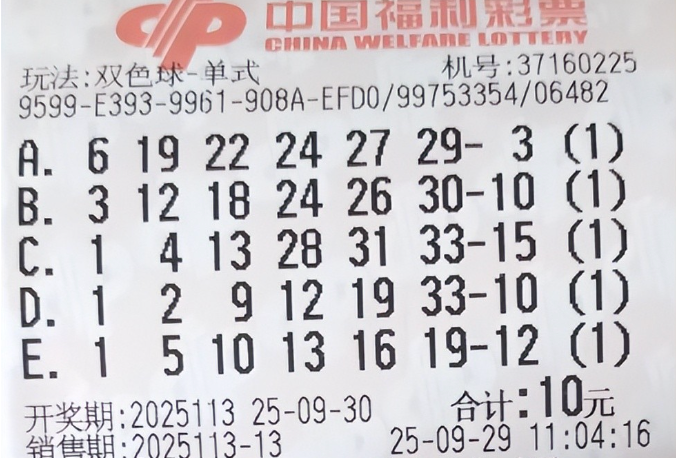 中国福利彩票
CHINA WELFARE LOTTERY
玩法:双色球-单式 机号:37160225
9599-E393-9961-908A-EFD0/99753354/06482
A. 6 19 22 24 27 29- 3 (1)
B. 3 12 18 24 26 30-10 (1)
C. 1 4 13 28 31 33-15 (1)
D. 1 2 9 12 19 33-10 (1)
E. 1 5 10 13 16 19-12 (1)
开奖期:2025113 25-09-30 合计:10元
销售期:2025113-13 25-09-29 11:04:16